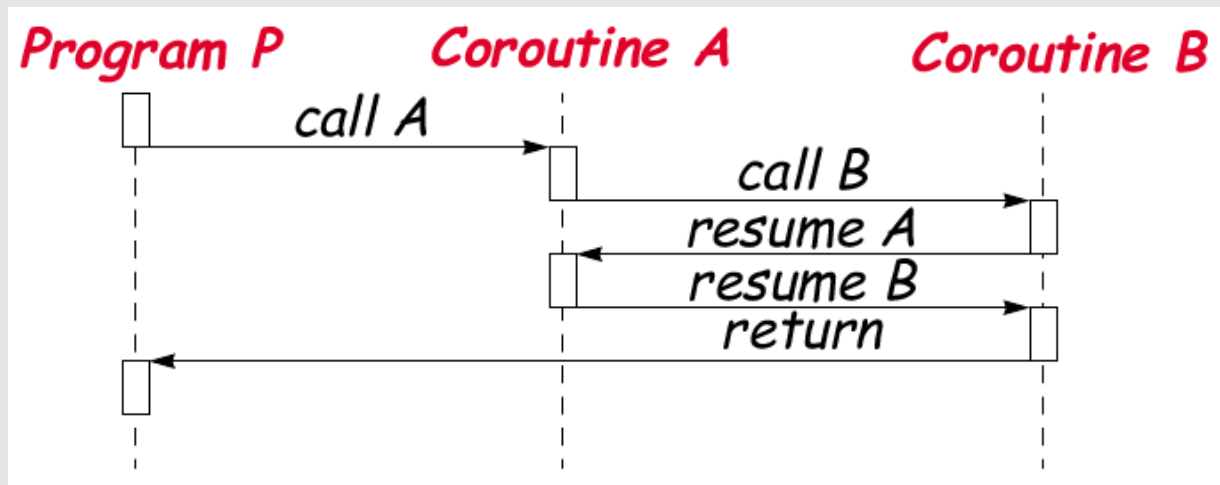 Program P
Coroutine A
Coroutine B
call A
call B
resume A
resume B
return